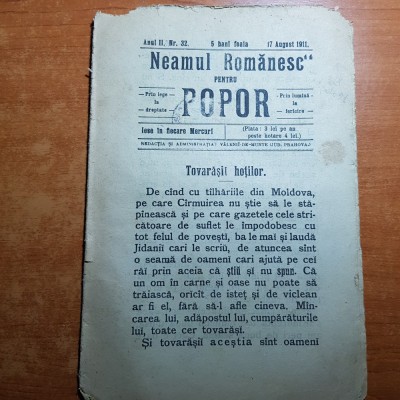 Anul II, Nr. 32. 5 bani foaia 17 August 1911.
Neamul Romănesc"
PENTRU
POPOR
—Prin lege—
la
dreptate
—Prin lumină—
la
fericire
Iese în fiecare Mercuri
(Plata: 3 lei pe an
peste hotare 4 lei.)
REDACȚIA ȘI ADMINISTRAȚIA: VĂLENII-DE-MUNTE (JUD. PRAHOVA)
Tovarășii hoților.
De cînd cu tîlhăriile din Moldova,
pe care Cîrmuirea nu știe să le stă-
pînească și pe care gazetele cele stri-
cătoare de suflet le împodobesc cu
tot felul de povești, ba le mai și laudă
Jidanii cari le scriŭ, de atuncea sînt
o seamă de oameni cari ajută pe cei
răi prin aceia că știŭ și nu spun. Că
un om în carne și oase nu poate să
trăiască, oricît de isteț și de viclean
ar fi el, fără să-l afle cineva. Mîn-
carea lui, adăpostul lui, cumpărăturile
lui, toate cer tovarăși.
Și tovarășii aceștia sînt oameni